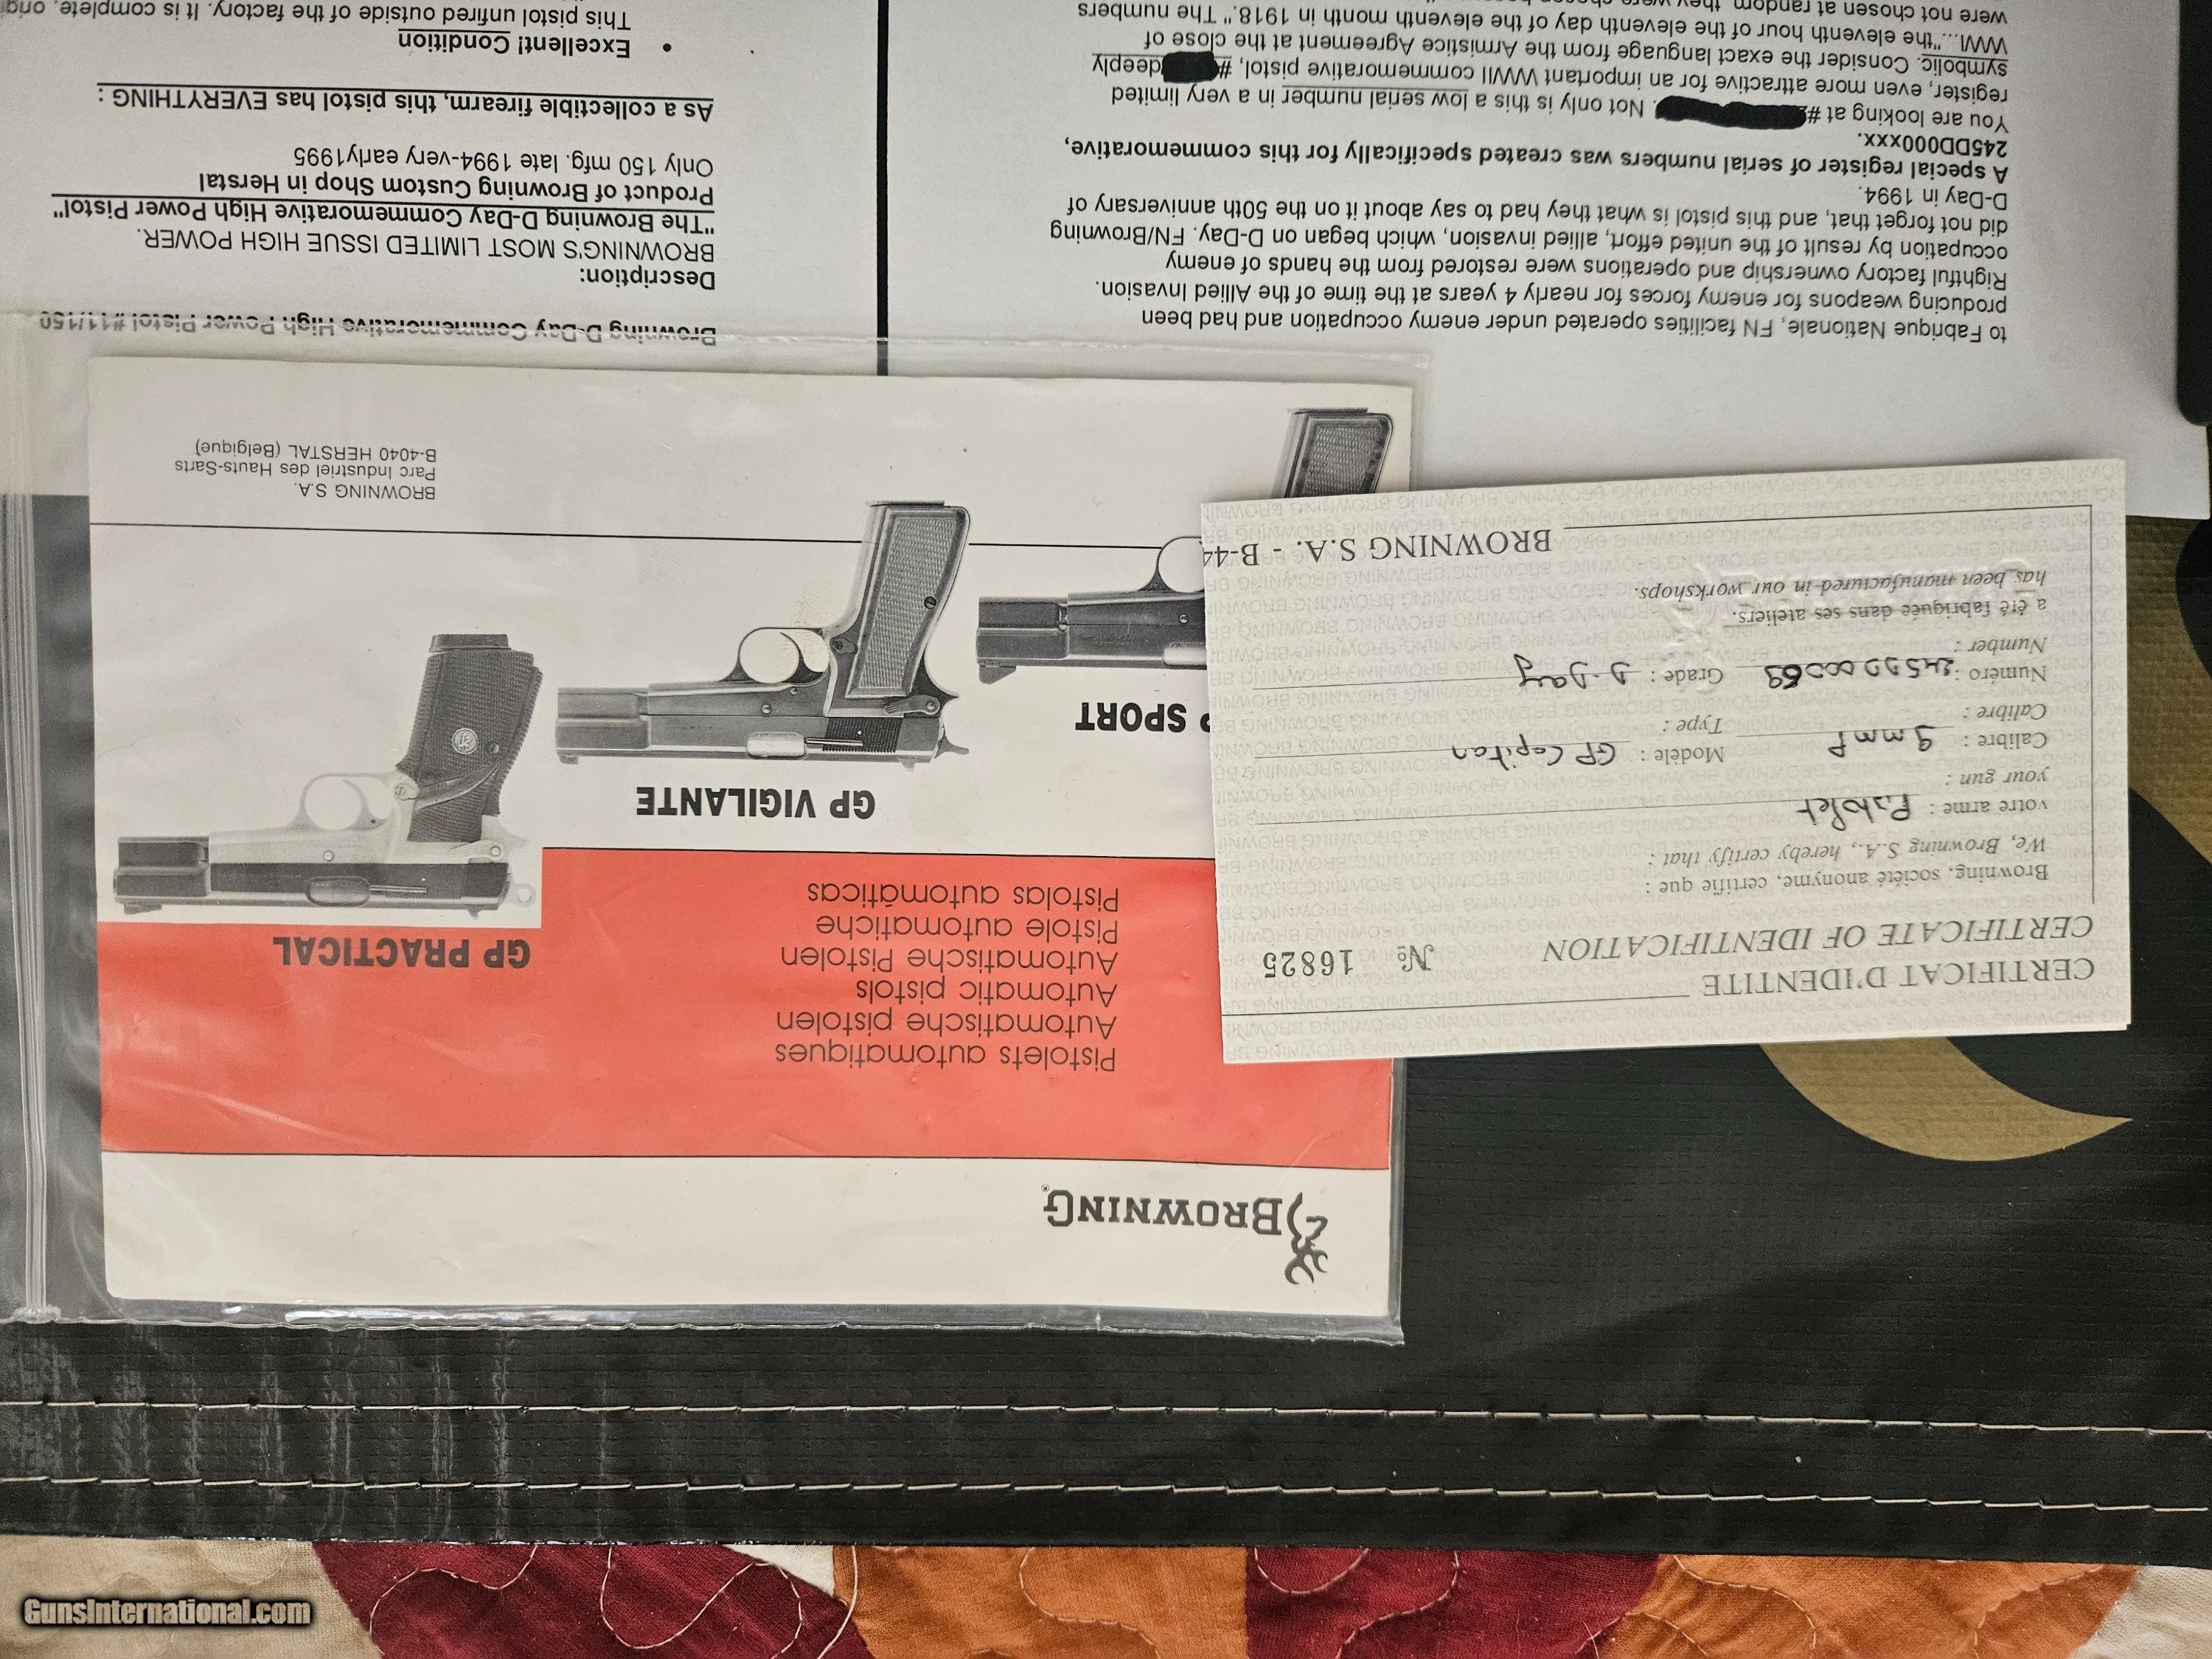 BROWNING
Pistolets automatiques
Automatische pistolen
Automatic pistols
Automatische Pistolen
Pistole automatiche
Pistolas automáticas
GP PRACTICAL
GP VIGILANTE
SPORT
BROWNING S.A.
Parc Industriel des Hauts-Sarts
B-4040 HERSTAL (Belgique)
CERTIFICAT D'IDENTITE
CERTIFICATE OF IDENTIFICATION № 16825
Browning, société anonyme, certifie que :
We, Browning S.A., hereby certify that :
votre arme : Pistolet
your gun :
Calibre : 9mm P Modèle : GP Capitan
Calibre : Type :
Numéro : Grade : D-Day
Number :
a été fabriquée dans ses ateliers.
has been manufactured in our workshops.
BROWNING S.A. - B-44
to Fabrique Nationale, FN facilities operated under enemy occupation and had been
producing weapons for enemy forces for nearly 4 years at the time of the Allied Invasion.
Rightful factory ownership and operations were restored from the hands of enemy
occupation by result of the united effort, allied invasion, which began on D-Day. FN/Browning
did not forget that, and this pistol is what they had to say about it on the 50th anniversary of
D-Day in 1994.
A special register of serial numbers was created specifically for this commemorative,
245DD0000xxx.
You are looking at # . Not only is this a low serial number in a very limited
register, even more attractive for an important WWII commemorative pistol, # deeply
symbolic. Consider the exact language from the Armistice Agreement at the close of
WWI..."the eleventh hour of the eleventh day of the eleventh month in 1918." The numbers
were not chosen at random, they were chosen
Browning D-Day Commemorative High Power Pistol #11/150
Description:
BROWNING'S MOST LIMITED ISSUE HIGH POWER.
"The Browning D-Day Commemorative High Power Pistol"
Product of Browning Custom Shop in Herstal
Only 150 mfg. late 1994-very early1995
As a collectible firearm, this pistol has EVERYTHING :
• Excellent! Condition
This pistol unfired outside of the factory. It is complete,
GunsInternational.com